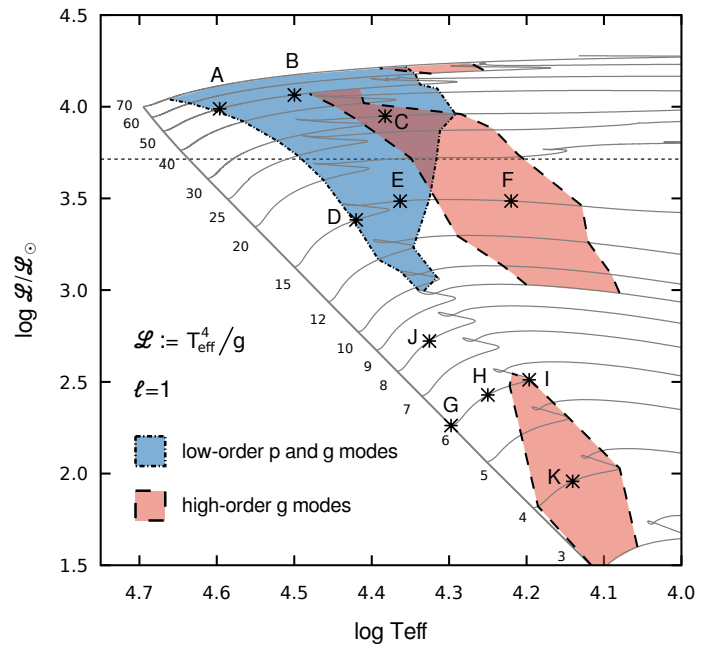 4.5
4.0
3.5
3.0
2.5
2.0
1.5
log ℒ/ℒ☉
A
B
C
D
E
F
G
H
I
J
K
70
60
50
40
30
25
20
15
12
10
9
8
7
6
5
4
3
ℒ := T⁴eff/g
ℓ=1
low-order p and g modes
high-order g modes
4.7 4.6 4.5 4.4 4.3 4.2 4.1 4.0
log Teff